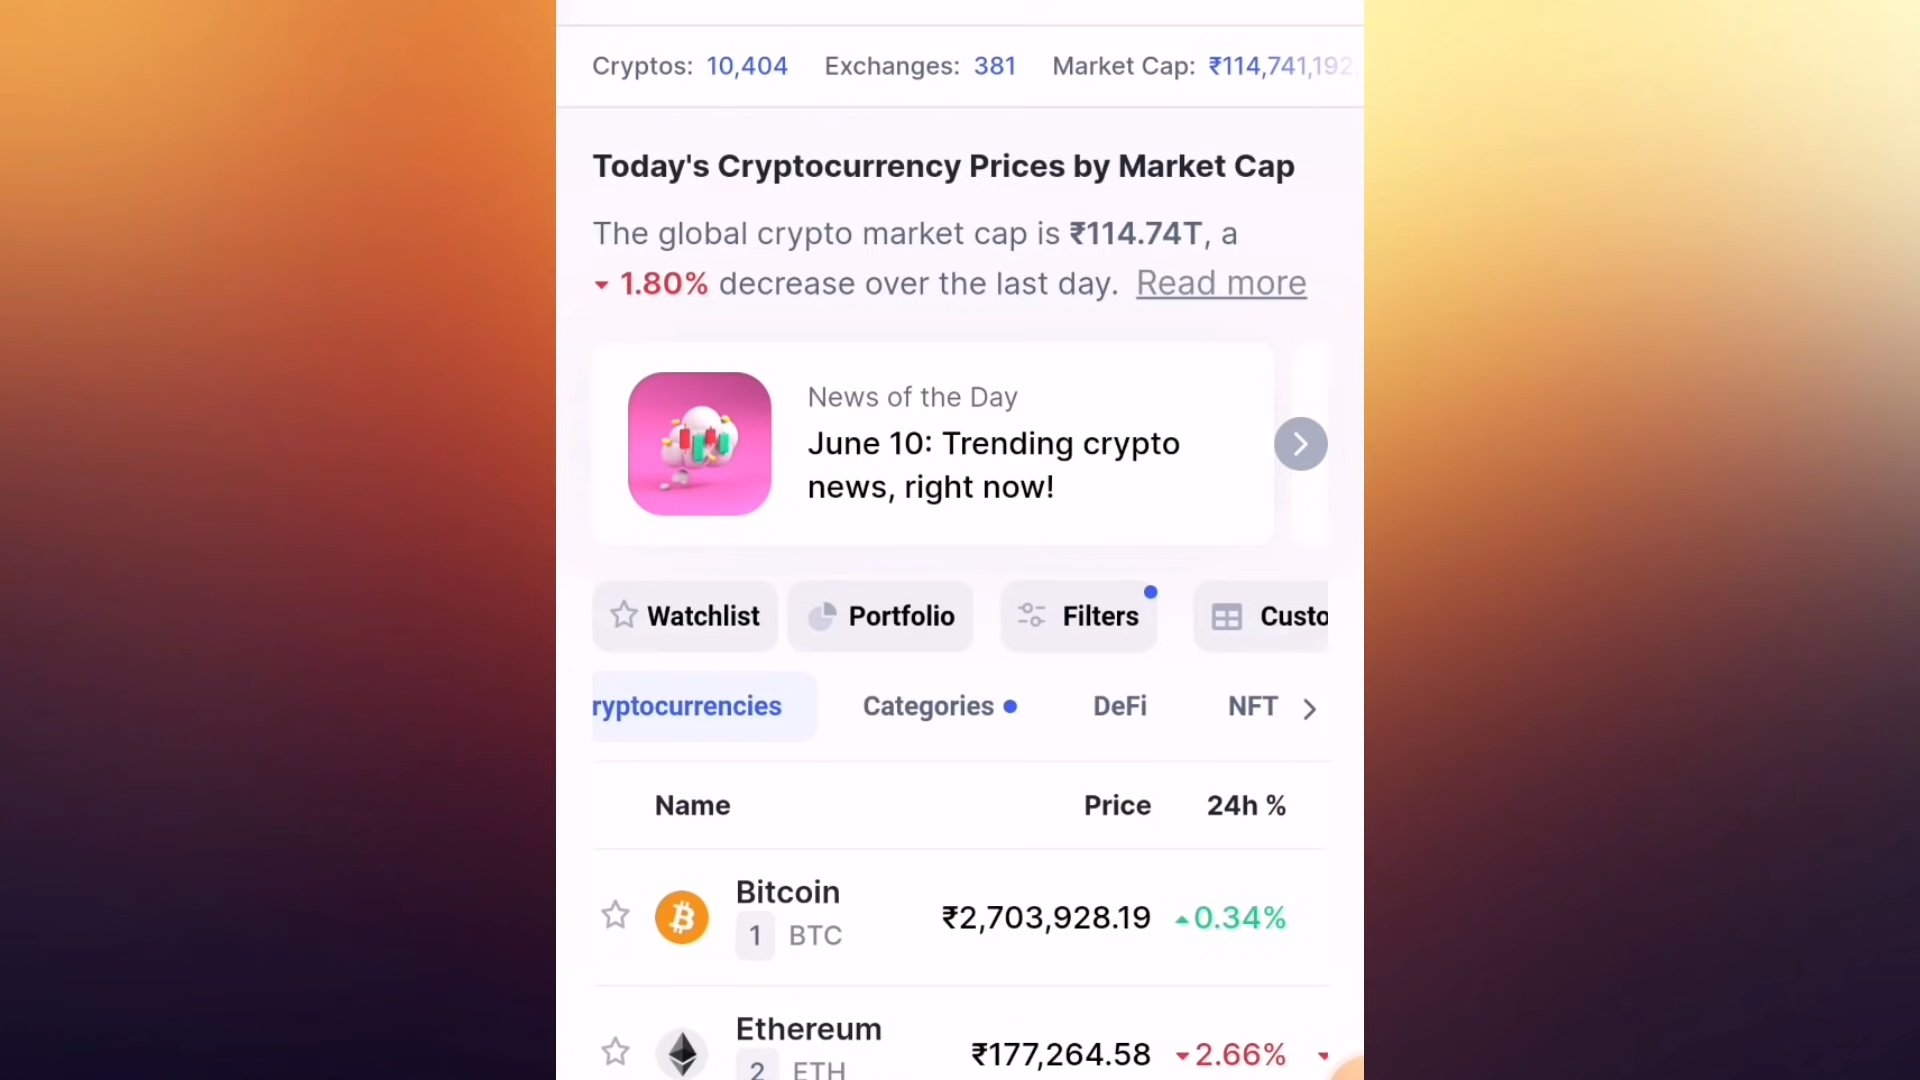 Cryptos: 10,404 Exchanges: 381 Market Cap: ₹114,741,192,
Today's Cryptocurrency Prices by Market Cap
The global crypto market cap is ₹114.74T, a
1.80% decrease over the last day. Read more
News of the Day
June 10: Trending crypto
news, right now!
Watchlist Portfolio Filters Custo
ryptocurrencies Categories DeFi NFT
Name Price 24h %
Bitcoin
1 BTC ₹2,703,928.19 0.34%
Ethereum
2 ETH ₹177,264.58 2.66%